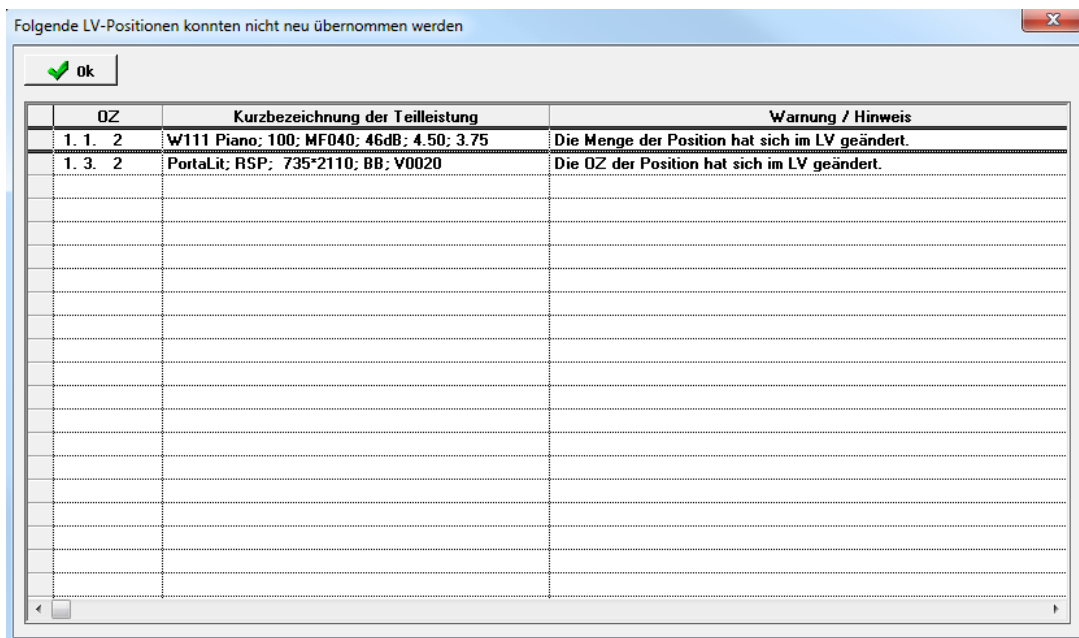 Folgende LV-Positionen konnten nicht neu übernommen werden
Ok
OZ Kurzbezeichnung der Teilleistung Warnung / Hinweis
1. 1. 2 W111 Piano; 100; MF040; 46dB; 4.50; 3.75 Die Menge der Position hat sich im LV geändert.
1. 3. 2 PortaLit; RSP; 735*2110; BB; V0020 Die OZ der Position hat sich im LV geändert.